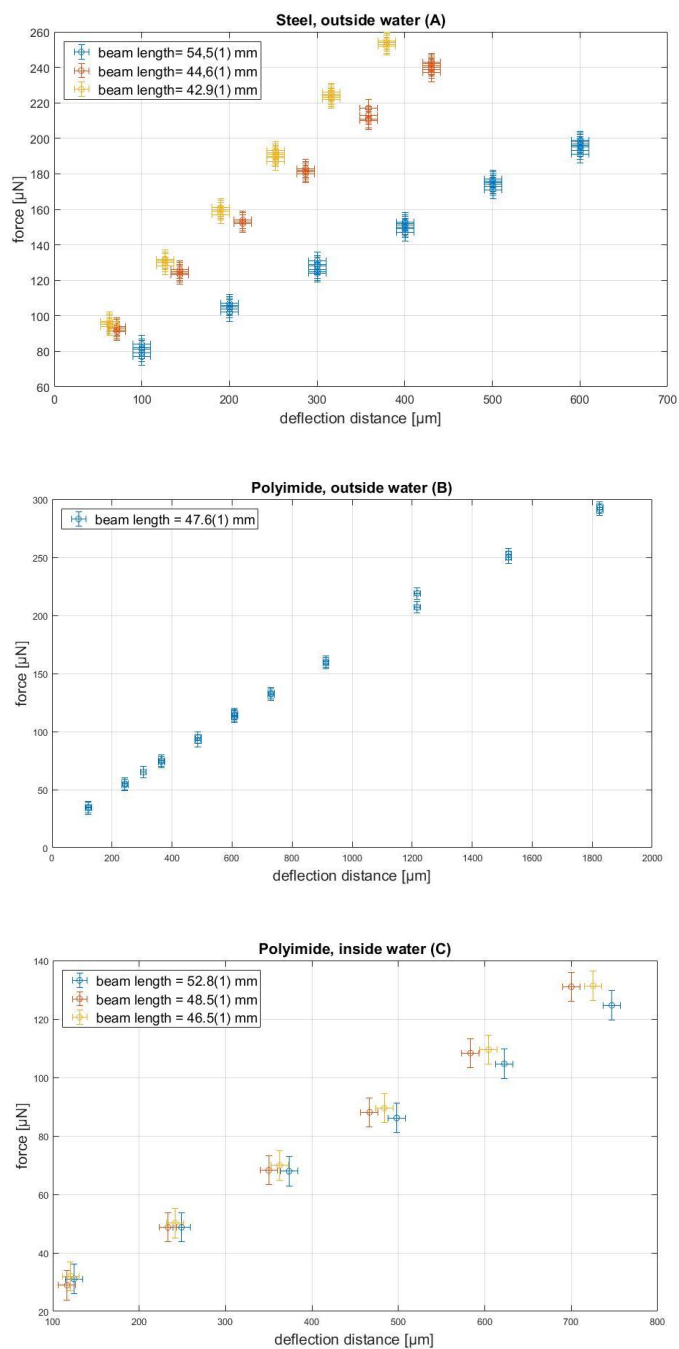 Steel, outside water (A)
260
240
220
200
180
160
140
120
100
80
60
force [µN]
beam length= 54,5(1) mm
beam length= 44,6(1) mm
beam length= 42.9(1) mm
0 100 200 300 400 500 600 700
deflection distance [µm]
Polyimide, outside water (B)
300
250
200
150
100
50
0
force [µN]
beam length = 47.6(1) mm
0 200 400 600 800 1000 1200 1400 1600 1800 2000
deflection distance [µm]
Polyimide, inside water (C)
140
120
100
80
60
40
20
force [µN]
beam length = 52.8(1) mm
beam length = 48.5(1) mm
beam length = 46.5(1) mm
100 200 300 400 500 600 700 800
deflection distance [µm]